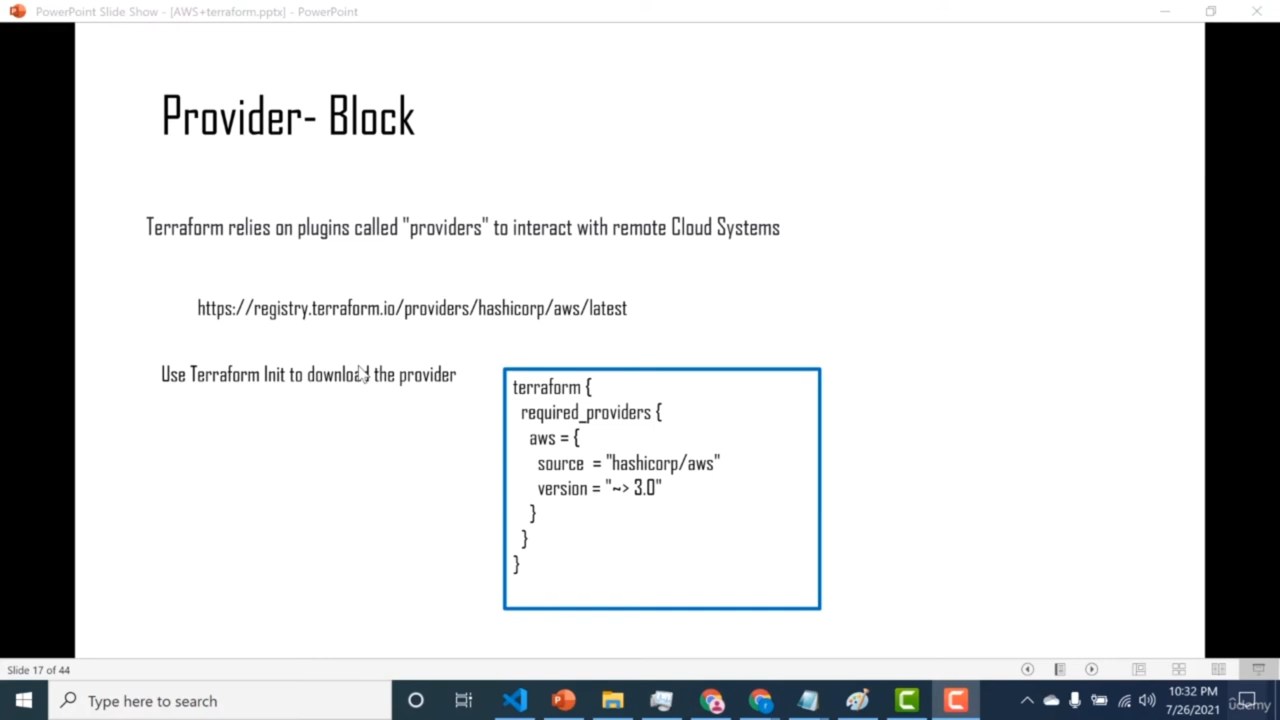 PowerPoint Slide Show - [AWS+terraform.pptx] - PowerPoint
Provider- Block
Terraform relies on plugins called "providers" to interact with remote Cloud Systems
https://registry.terraform.io/providers/hashicorp/aws/latest
Use Terraform Init to download the provider
terraform {
required_providers {
aws = {
source = "hashicorp/aws"
version = "~> 3.0"
}
}
}
Slide 17 of 44
Type here to search
10:32 PM
7/26/2021
udemy